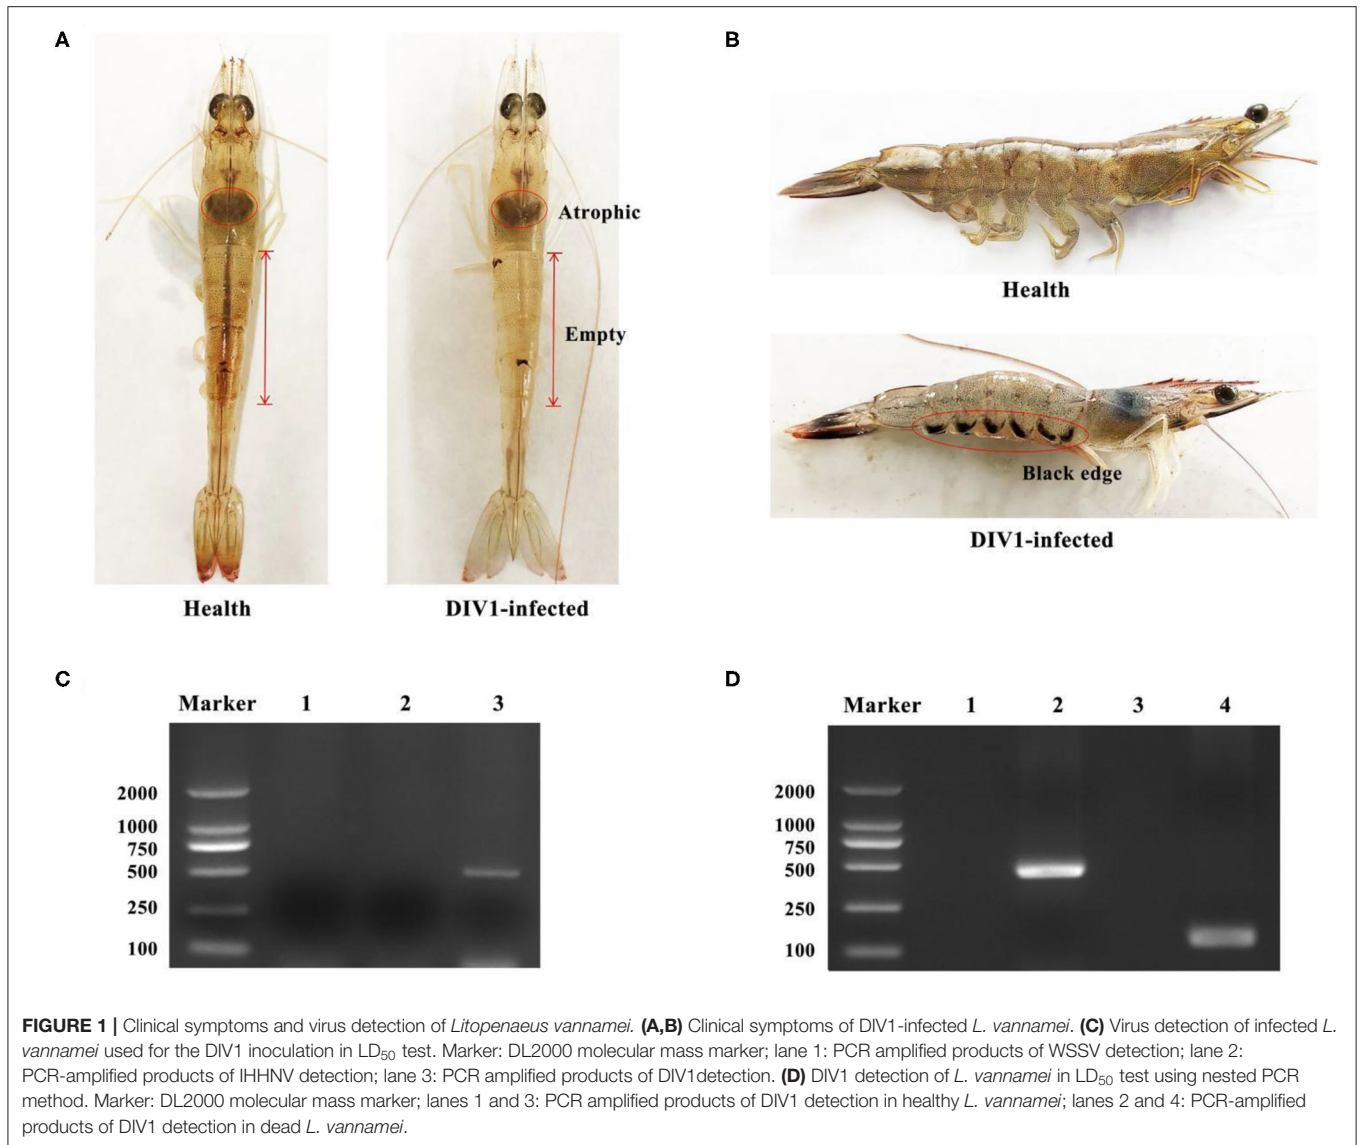 A
B
Atrophic
Empty
Health
DIV1-infected
Health
Black edge
DIV1-infected
C
Marker 1 2 3
2000
1000
750
500
250
100
D
Marker 1 2 3 4
2000
1000
750
500
250
100
FIGURE 1 | Clinical symptoms and virus detection of Litopenaeus vannamei. (A,B) Clinical symptoms of DIV1-infected L. vannamei. (C) Virus detection of infected L.
vannamei used for the DIV1 inoculation in LD50 test. Marker: DL2000 molecular mass marker; lane 1: PCR amplified products of WSSV detection; lane 2:
PCR-amplified products of IHHNV detection; lane 3: PCR amplified products of DIV1detection. (D) DIV1 detection of L. vannamei in LD50 test using nested PCR
method. Marker: DL2000 molecular mass marker; lanes 1 and 3: PCR amplified products of DIV1 detection in healthy L. vannamei; lanes 2 and 4: PCR-amplified
products of DIV1 detection in dead L. vannamei.